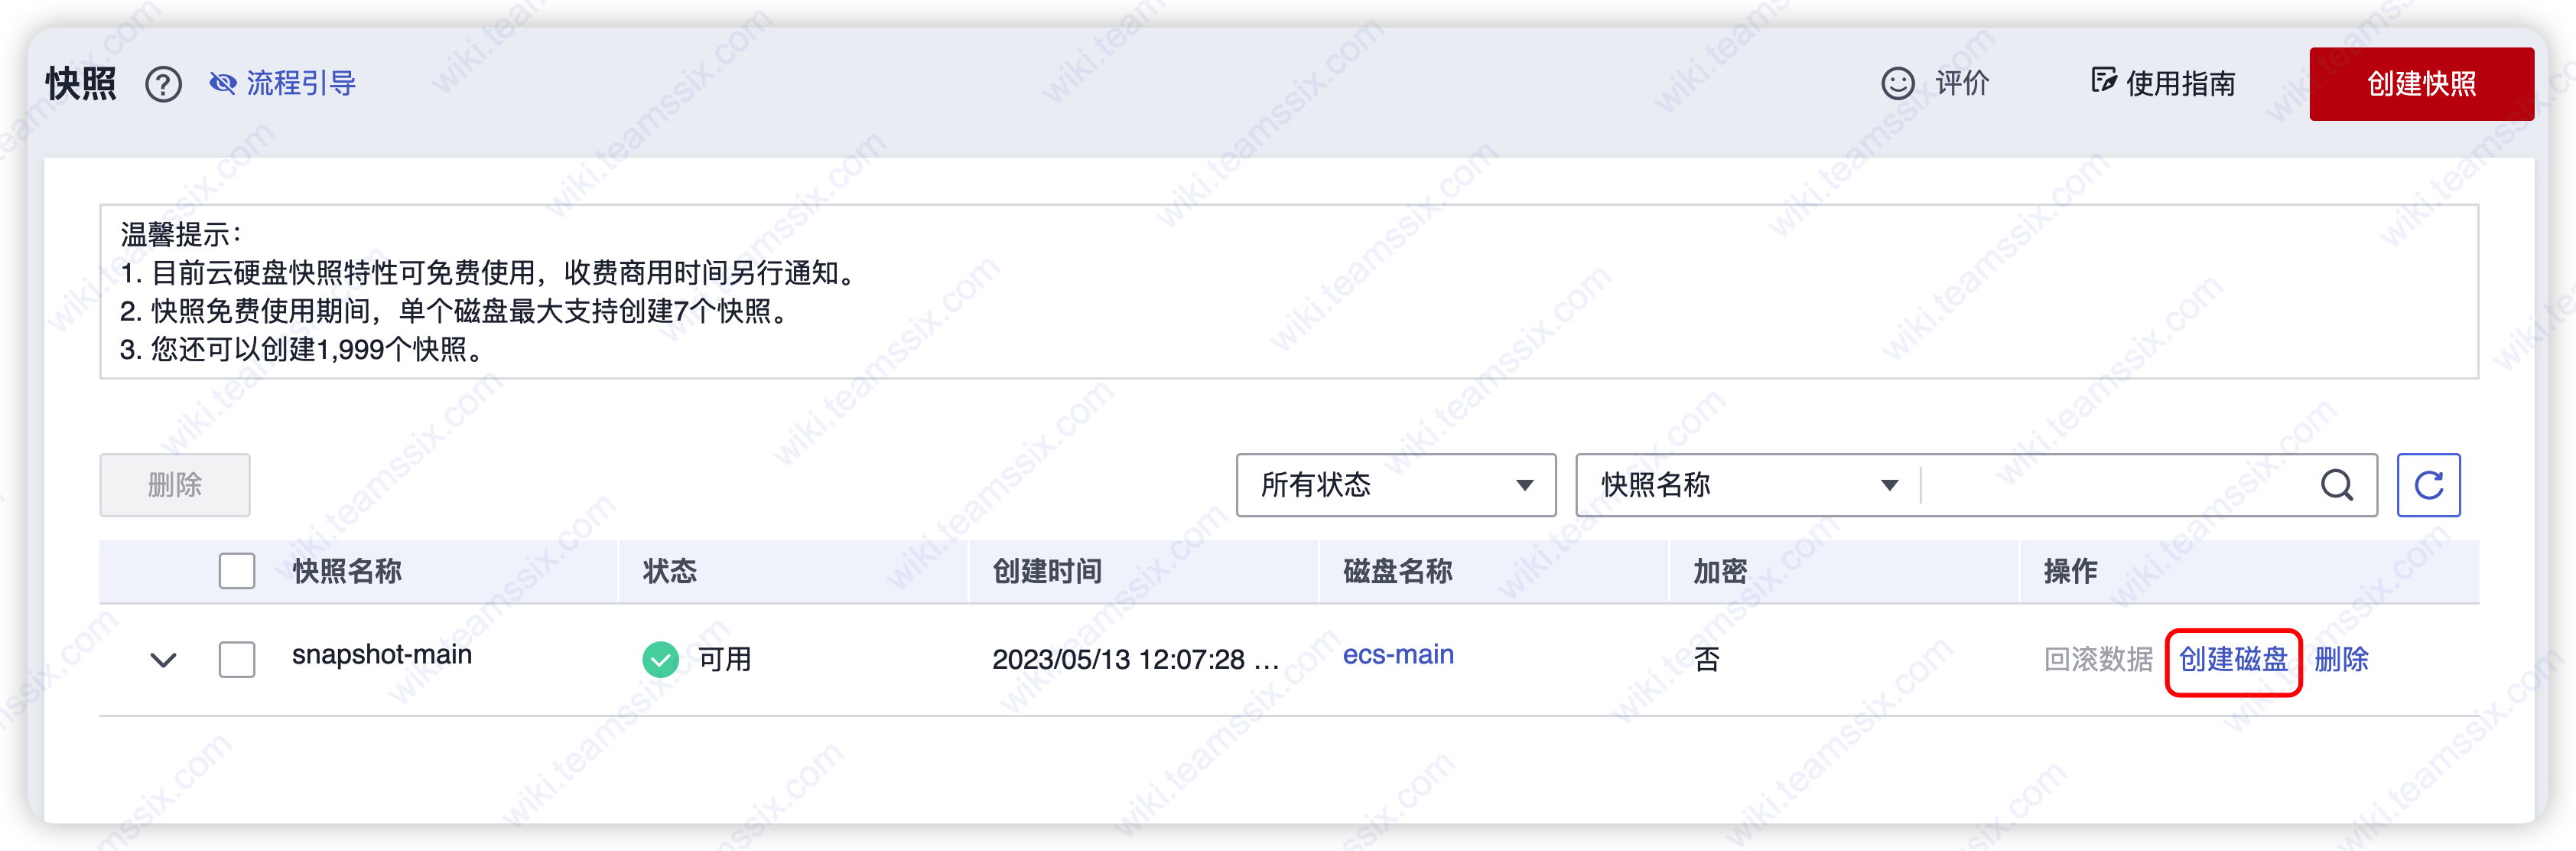 快照 ? 流程引导 评价 使用指南 创建快照
温馨提示：
1. 目前云硬盘快照特性可免费使用，收费商用时间另行通知。
2. 快照免费使用期间，单个磁盘最大支持创建7个快照。
3. 您还可以创建1,999个快照。
删除 所有状态 快照名称
快照名称 状态 创建时间 磁盘名称 加密 操作
snapshot-main 可用 2023/05/13 12:07:28 ... ecs-main 否 回滚数据 创建磁盘 删除
wiki.teamssix.com